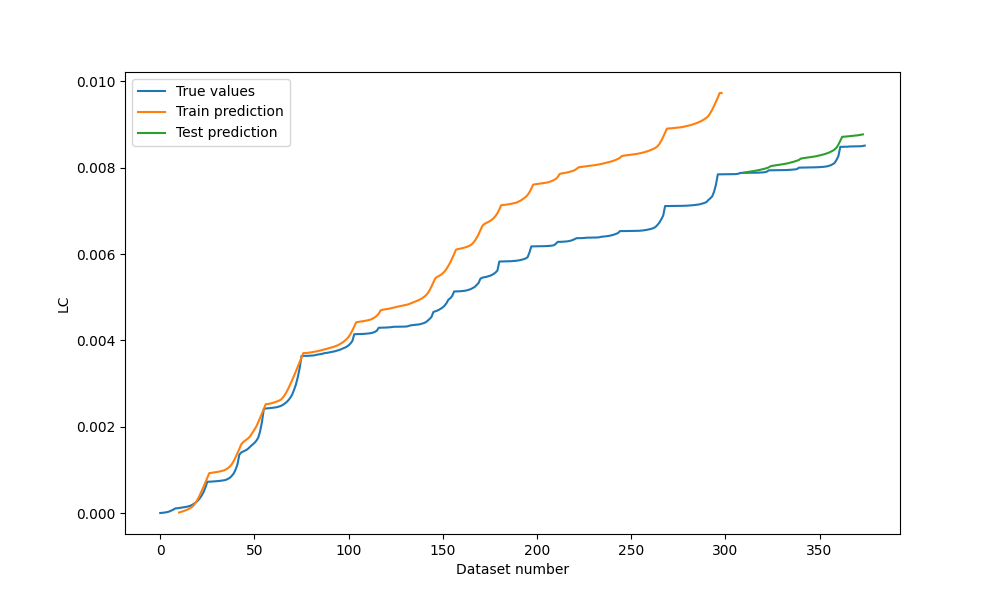 True values
Train prediction
Test prediction
0.010
0.008
0.006
0.004
0.002
0.000
LC
0 50 100 150 200 250 300 350
Dataset number